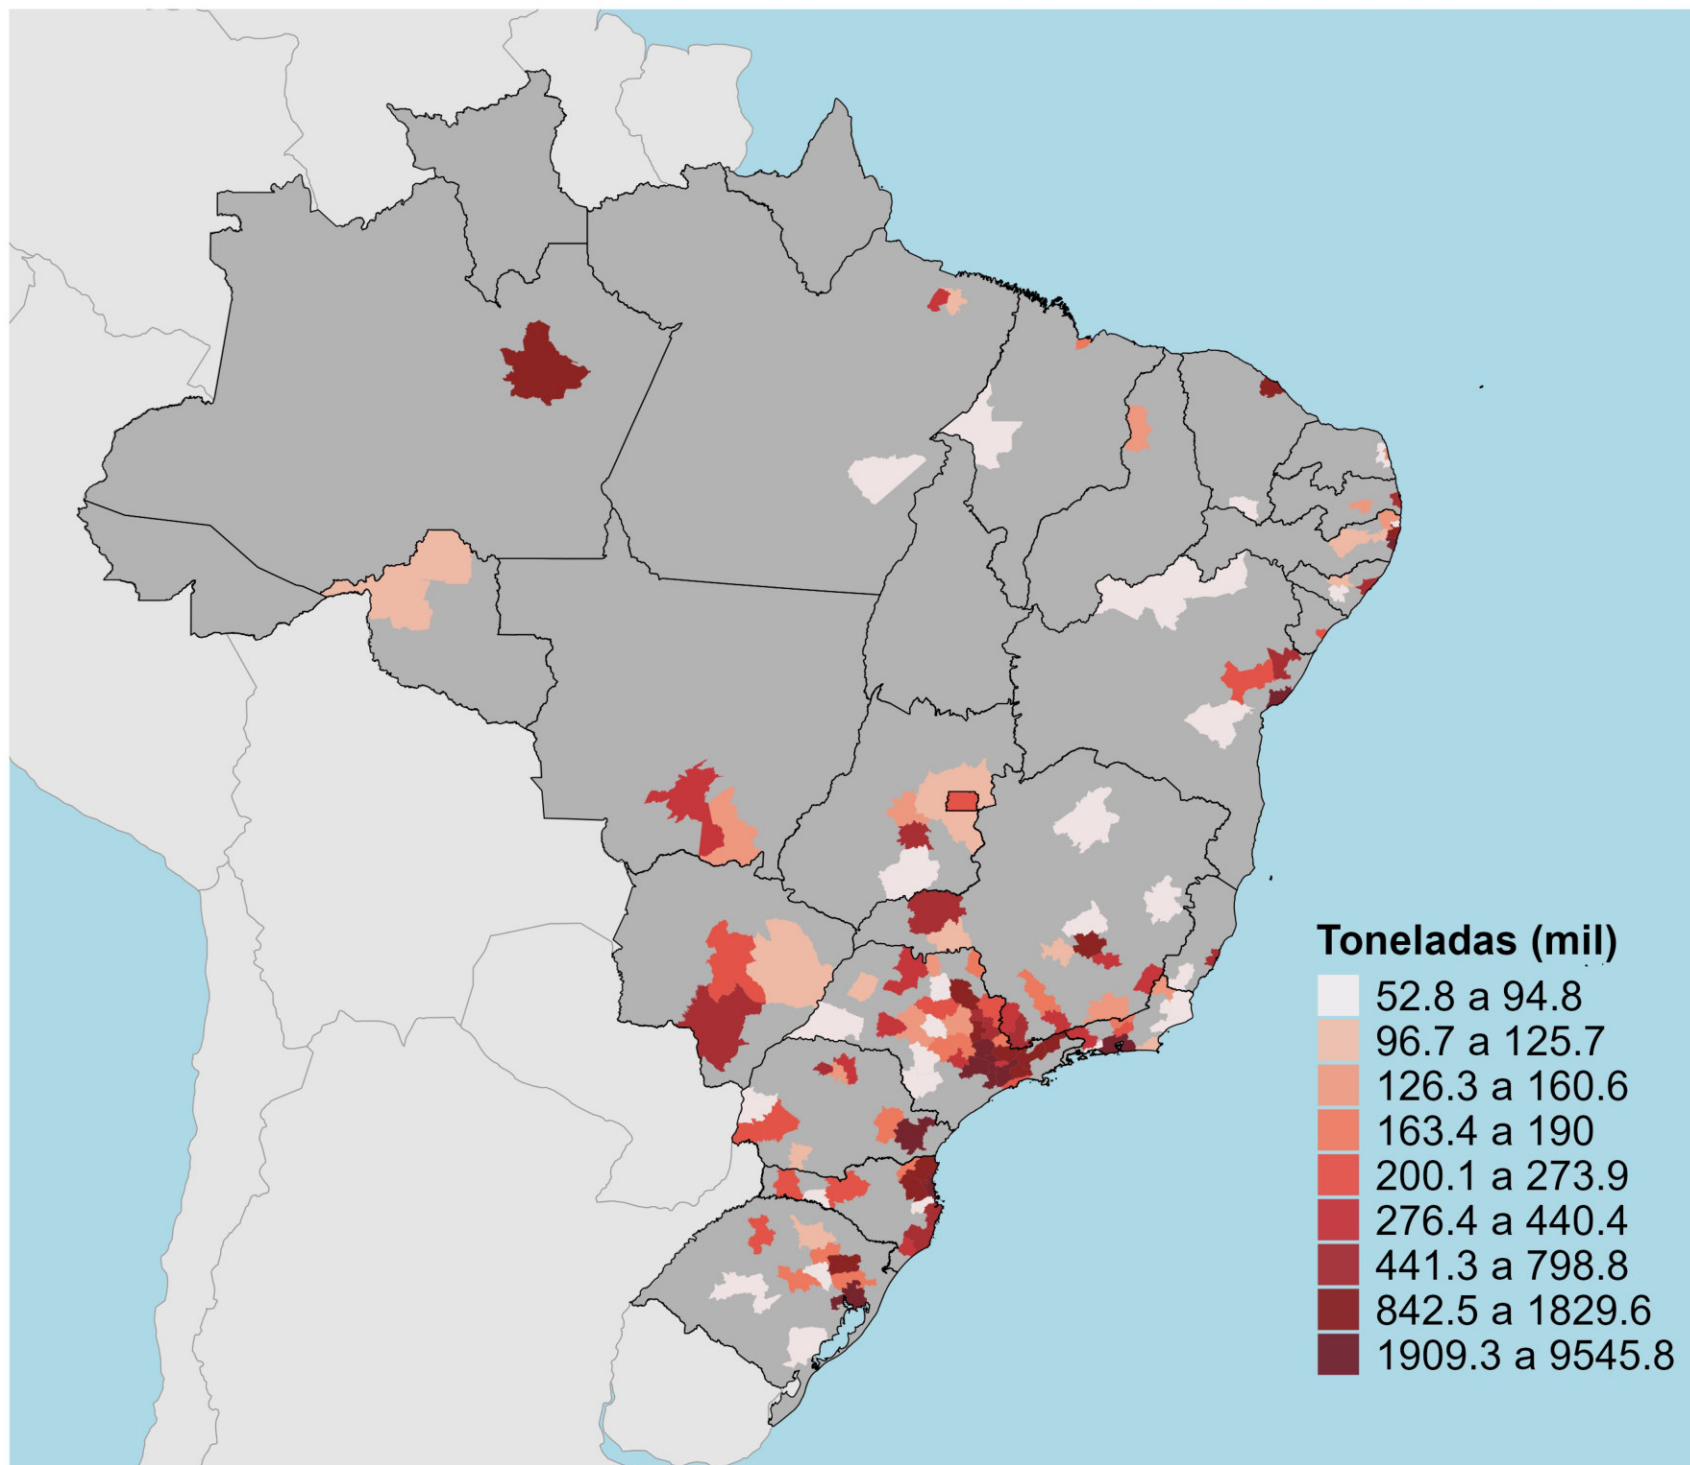 Toneladas (mil)
52.8 a 94.8
96.7 a 125.7
126.3 a 160.6
163.4 a 190
200.1 a 273.9
276.4 a 440.4
441.3 a 798.8
842.5 a 1829.6
1909.3 a 9545.8